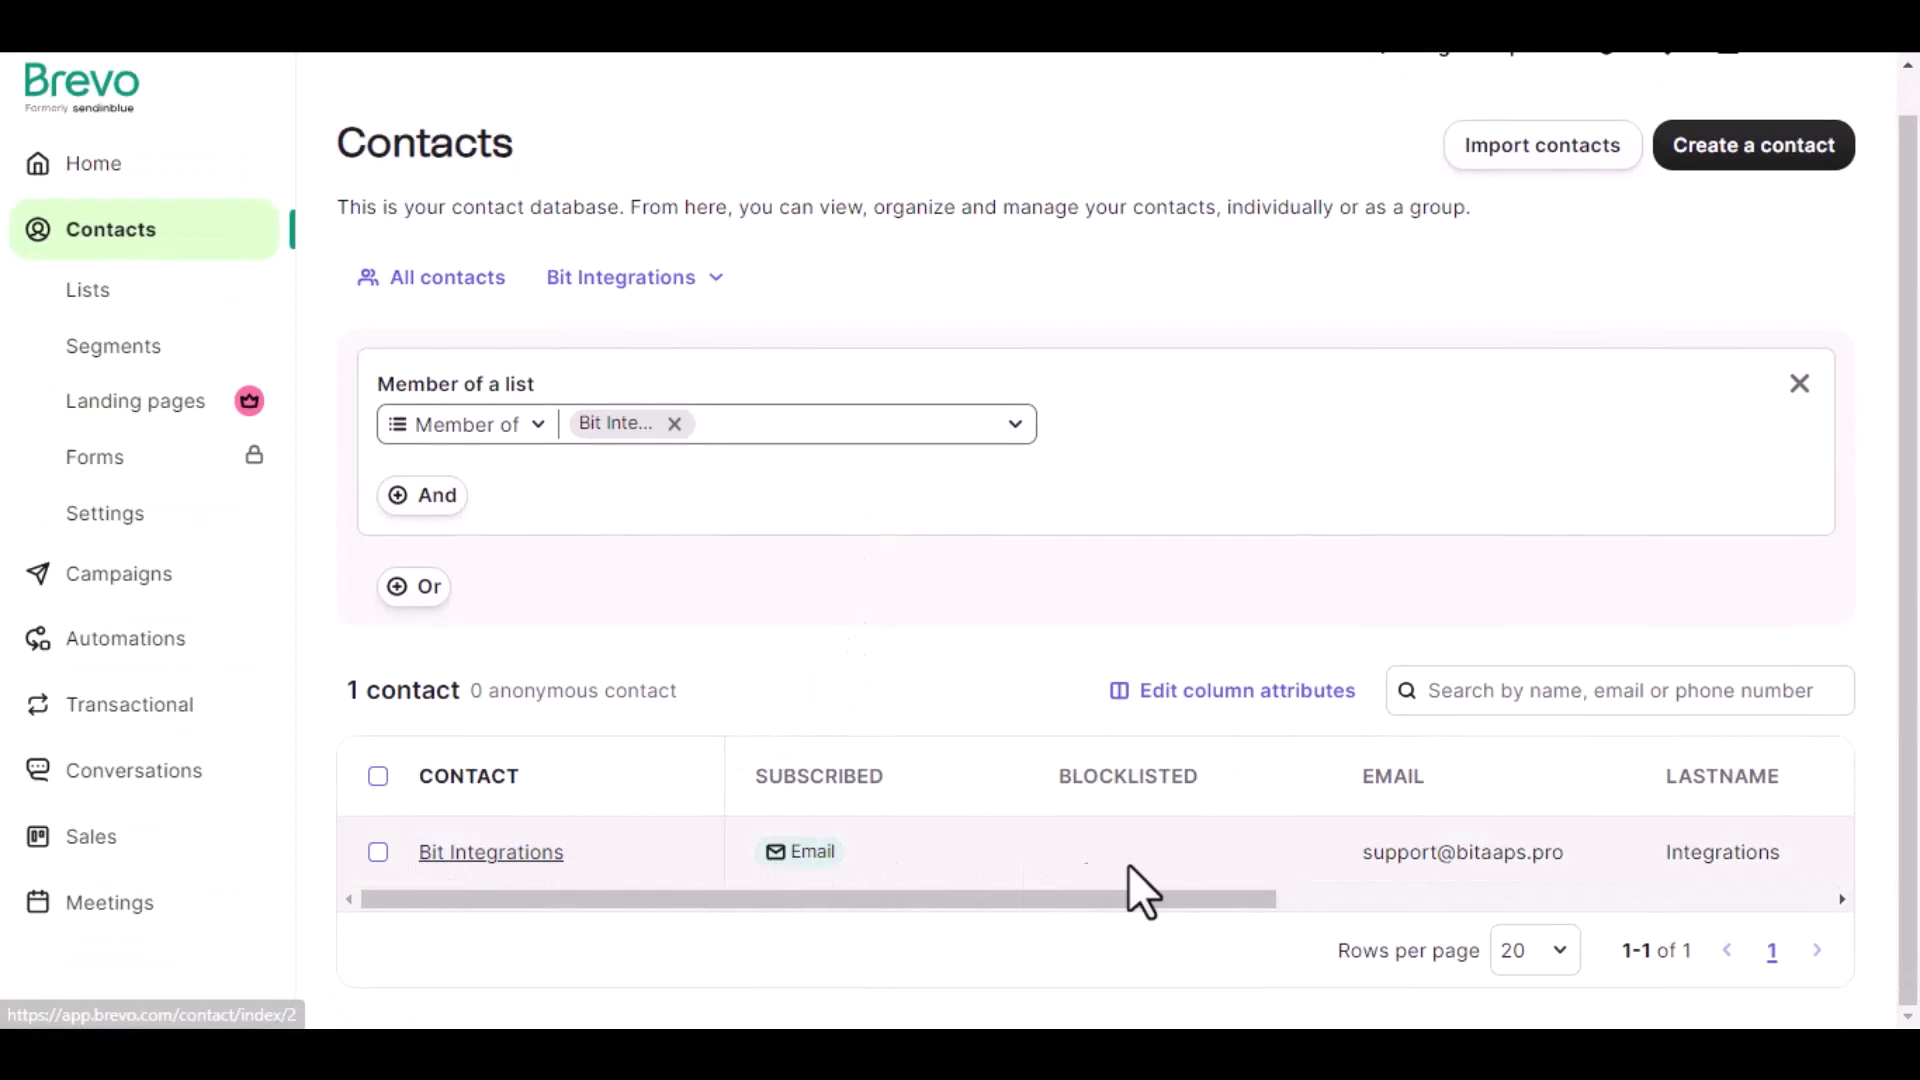 Brevo
Formerly sendinblue
Home
Contacts
Lists
Segments
Landing pages
Forms
Settings
Campaigns
Automations
Transactional
Conversations
Sales
Meetings
https://app.brevo.com/contact/index/2
Contacts
Import contacts
Create a contact
This is your contact database. From here, you can view, organize and manage your contacts, individually or as a group.
All contacts
Bit Integrations
Member of a list
Member of
Bit Inte...
And
Or
1 contact 0 anonymous contact
Edit column attributes
Search by name, email or phone number
CONTACT SUBSCRIBED BLOCKLISTED EMAIL LASTNAME
Bit Integrations Email support@bitaaps.pro Integrations
Rows per page 20 1-1 of 1 1